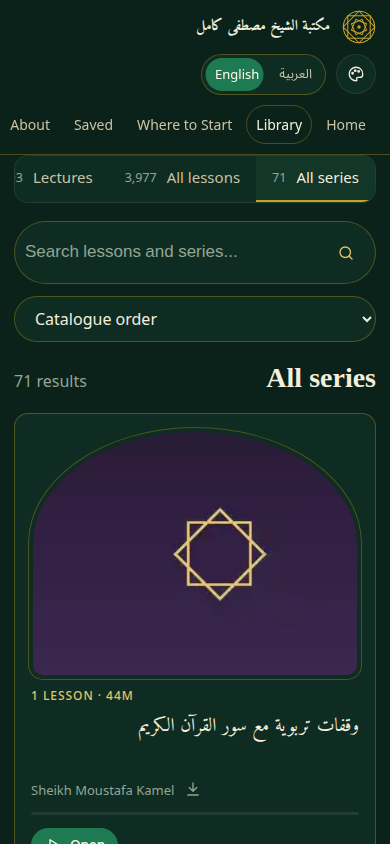 مكتبة الشيخ مصطفى كامل
العربية English
Home Library Where to Start Saved About
All series 71 All lessons 3,977 Lectures 3
Search lessons and series...
Catalogue order
All series
71 results
1 LESSON · 44M
وقفات تربوية مع سور القرآن الكريم
Sheikh Moustafa Kamel
Open